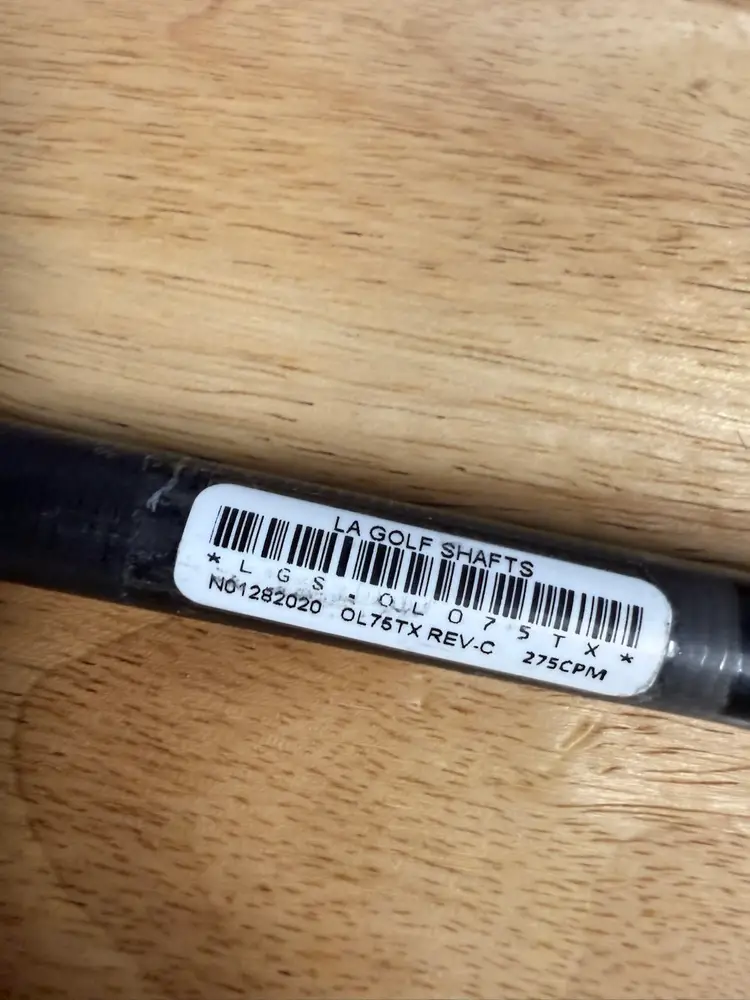 LA GOLF SHAFTS
*LGS-OL075TX*
N01282020 OL75TX REV-C 275CPM